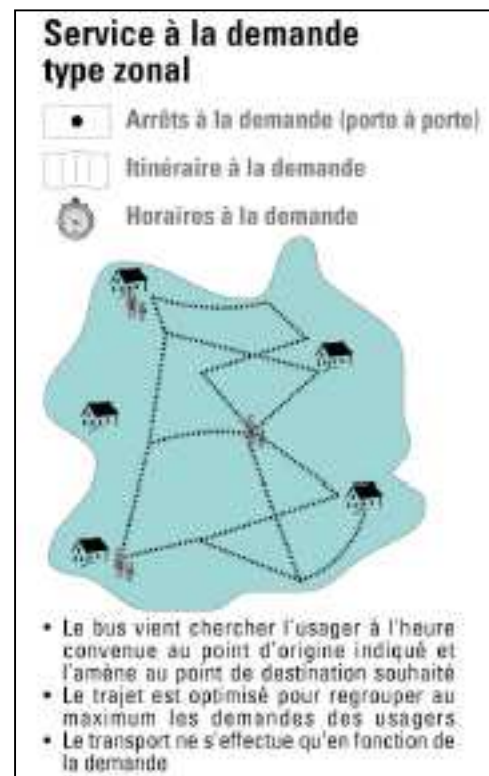 Service à la demande
type zonal
Arrêts à la demande (porte à porte)
Itinéraire à la demande
Horaires à la demande
• Le bus vient chercher l'usager à l'heure
convenue au point d'origine indiqué et
l'amène au point de destination souhaité
• Le trajet est optimisé pour regrouper au
maximum les demandes des usagers
• Le transport ne s'effectue qu'en fonction de
la demande